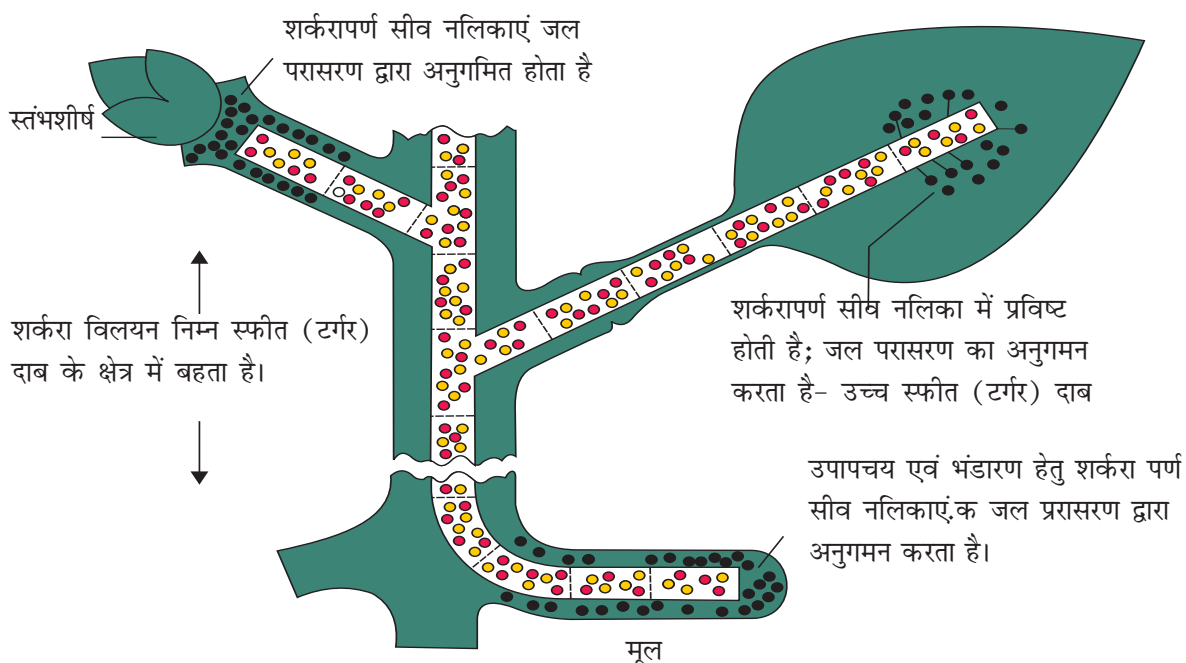 शर्करापर्ण सीव नलिकाएं जल
परासरण द्वारा अनुगमित होता है
स्तंभशीर्ष
शर्करा विलयन निम्न स्फीत (टर्गर)
दाब के क्षेत्र में बहता है।
शर्करापर्ण सीव नलिका में प्रविष्ट
होती है; जल परासरण का अनुगमन
करता है- उच्च स्फीत (टर्गर) दाब
उपापचय एवं भंडारण हेतु शर्करा पर्ण
सीव नलिकाएं.क जल प्ररासरण द्वारा
अनुगमन करता है।
मूल